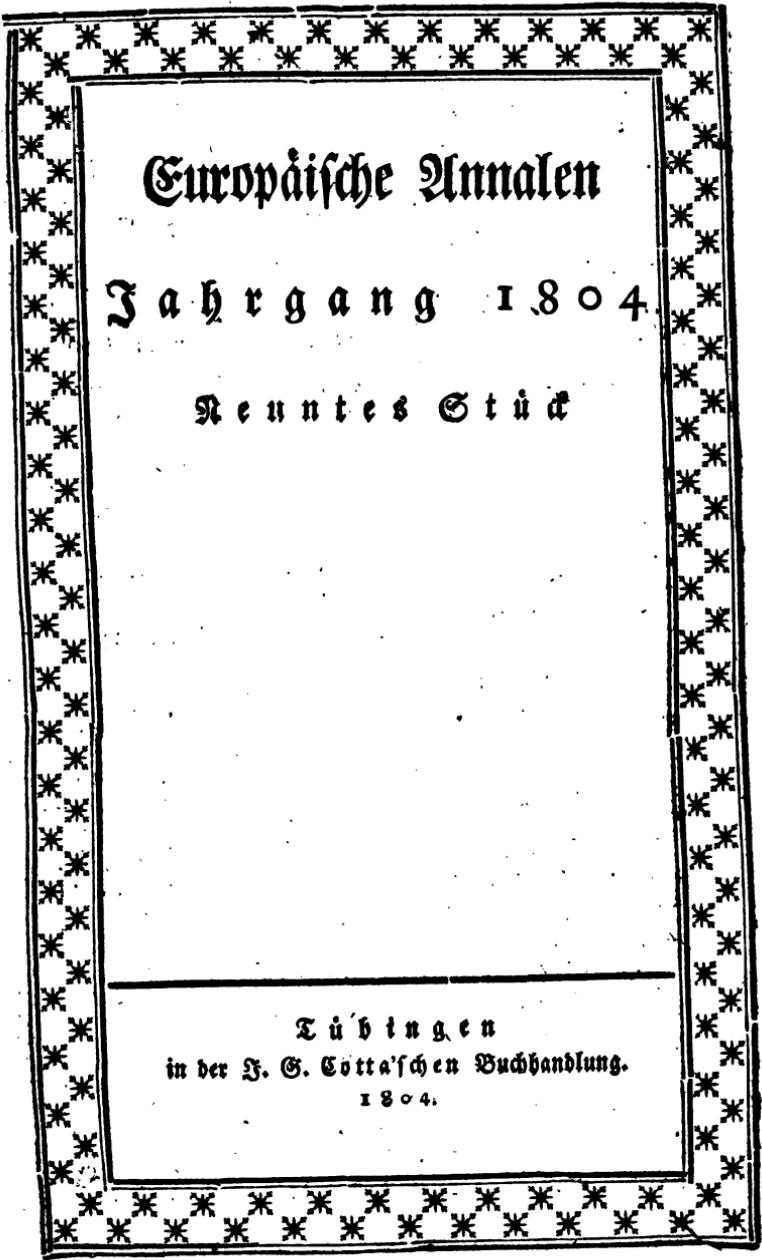 Europäische Annalen
Jahrgang 1804.
Neuntes Stück
Tübingen
in der J. G. Cotta'schen Buchhandlung.
1804.